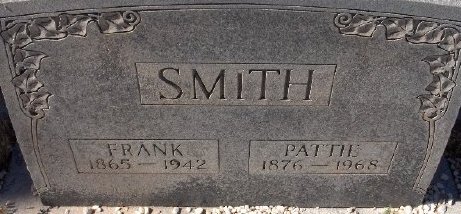 SMITH
FRANK PATTIE
1865 — 1942 1876 — 1968